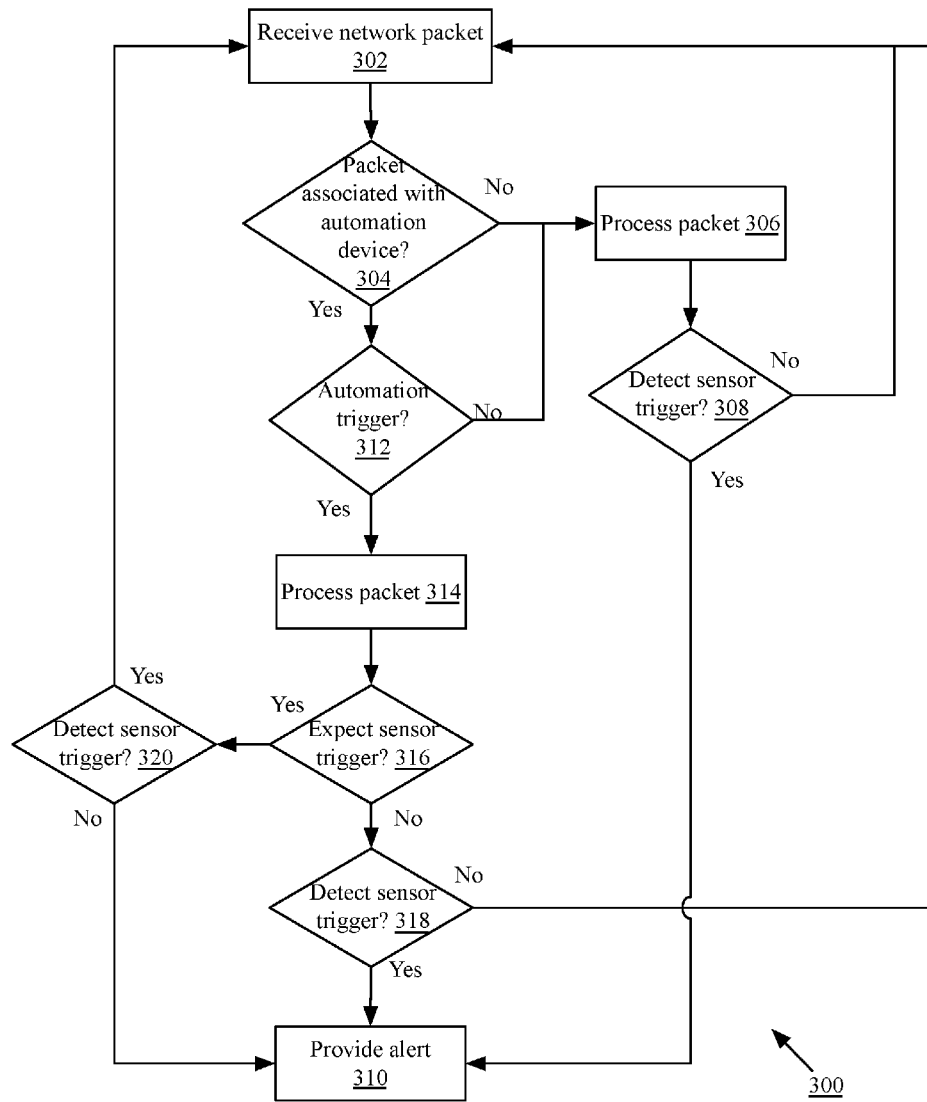 Receive network packet
302
Packet
associated with
automation
device?
304
No
Yes
Process packet 306
Detect sensor
trigger? 308
No
Yes
Automation
trigger?
312
No
Yes
Process packet 314
Expect sensor
trigger? 316
Yes
No
Detect sensor
trigger? 320
Yes
No
Detect sensor
trigger? 318
No
Yes
Provide alert
310
300